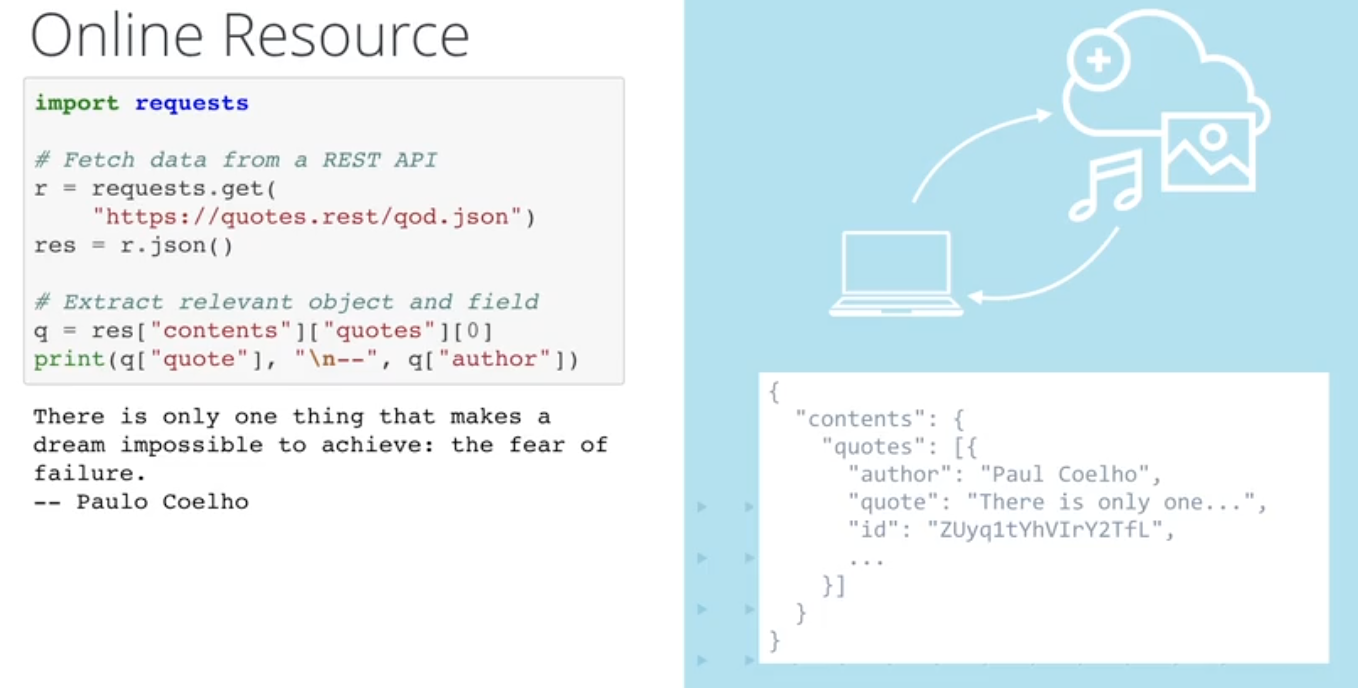 Online Resource
import requests
# Fetch data from a REST API
r = requests.get(
    "https://quotes.rest/qod.json")
res = r.json()
# Extract relevant object and field
q = res["contents"]["quotes"][0]
print(q["quote"], "\n--", q["author"])
There is only one thing that makes a
dream impossible to achieve: the fear of
failure.
-- Paulo Coelho
{
  "contents": {
    "quotes": [{
      "author": "Paul Coelho",
      "quote": "There is only one...",
      "id": "ZUyq1tYhVIrY2TfL",
      ...
    }]
  }
}